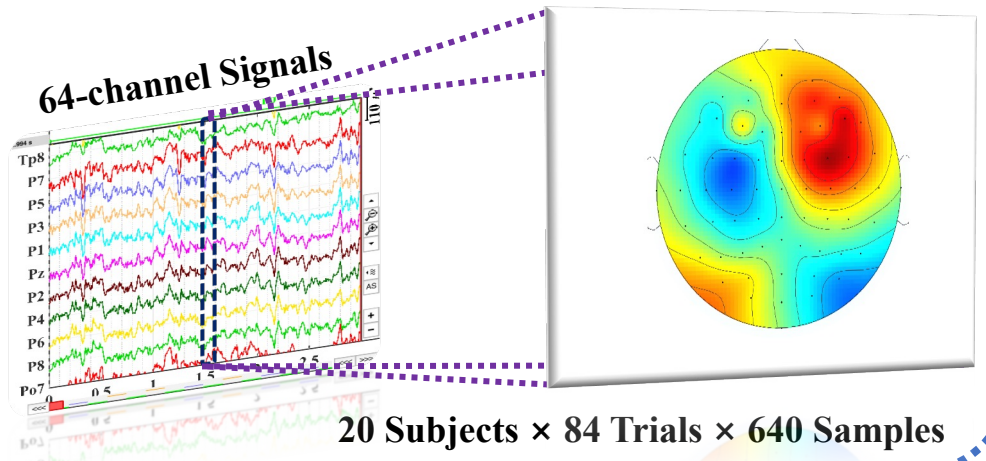 64-channel Signals
Tp8
P7
P5
P3
P1
Pz
P2
P4
P6
P8
Po7
0 0.5 1 1.5 2.5
AS
+
−
<<< <<< >>>
20 Subjects × 84 Trials × 640 Samples